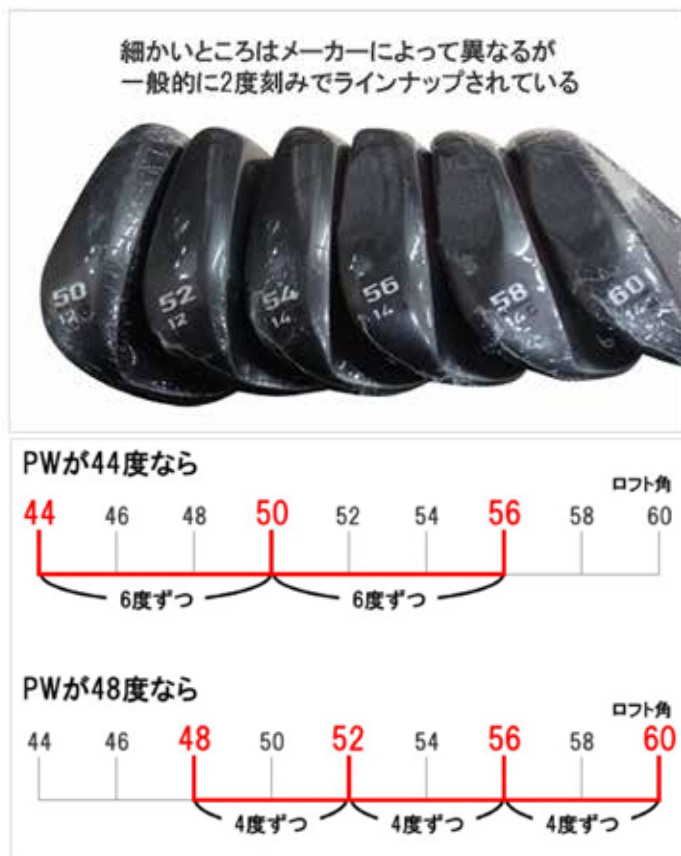 細かいところはメーカーによって異なるが
一般的に2度刻みでラインナップされている
50 52 54 56 58 60
12 12 14 14 14 14
PWが44度なら
ロフト角
44 46 48 50 52 54 56 58 60
6度ずつ 6度ずつ
PWが48度なら
ロフト角
44 46 48 50 52 54 56 58 60
4度ずつ 4度ずつ 4度ずつ